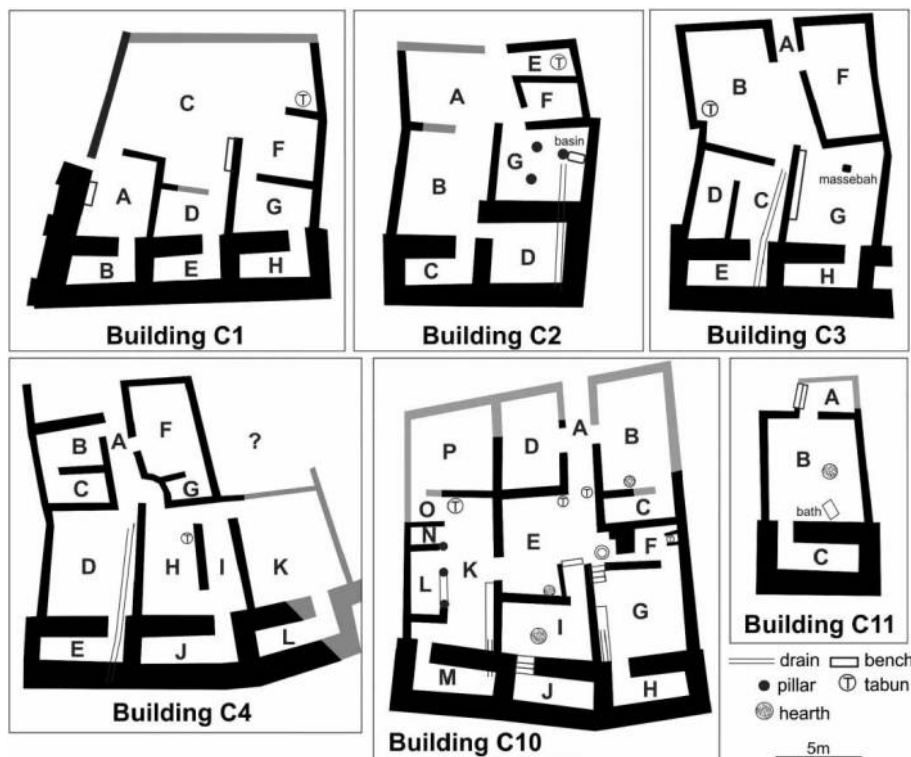 C
T
F
A
D
G
B
E
H
Building C1
E T
A
F
basin
G
B
D
C
Building C2
A
B
F
T
massebah
D
C
G
E
H
Building C3
F
B
A
?
C
G
T
D
H
I
K
E
J
L
Building C4
A
P
D
B
O
T
T
T
C
N
E
F
L
K
G
I
M
J
H
Building C10
A
B
bath
C
Building C11
drain bench
pillar T tabun
hearth
5m